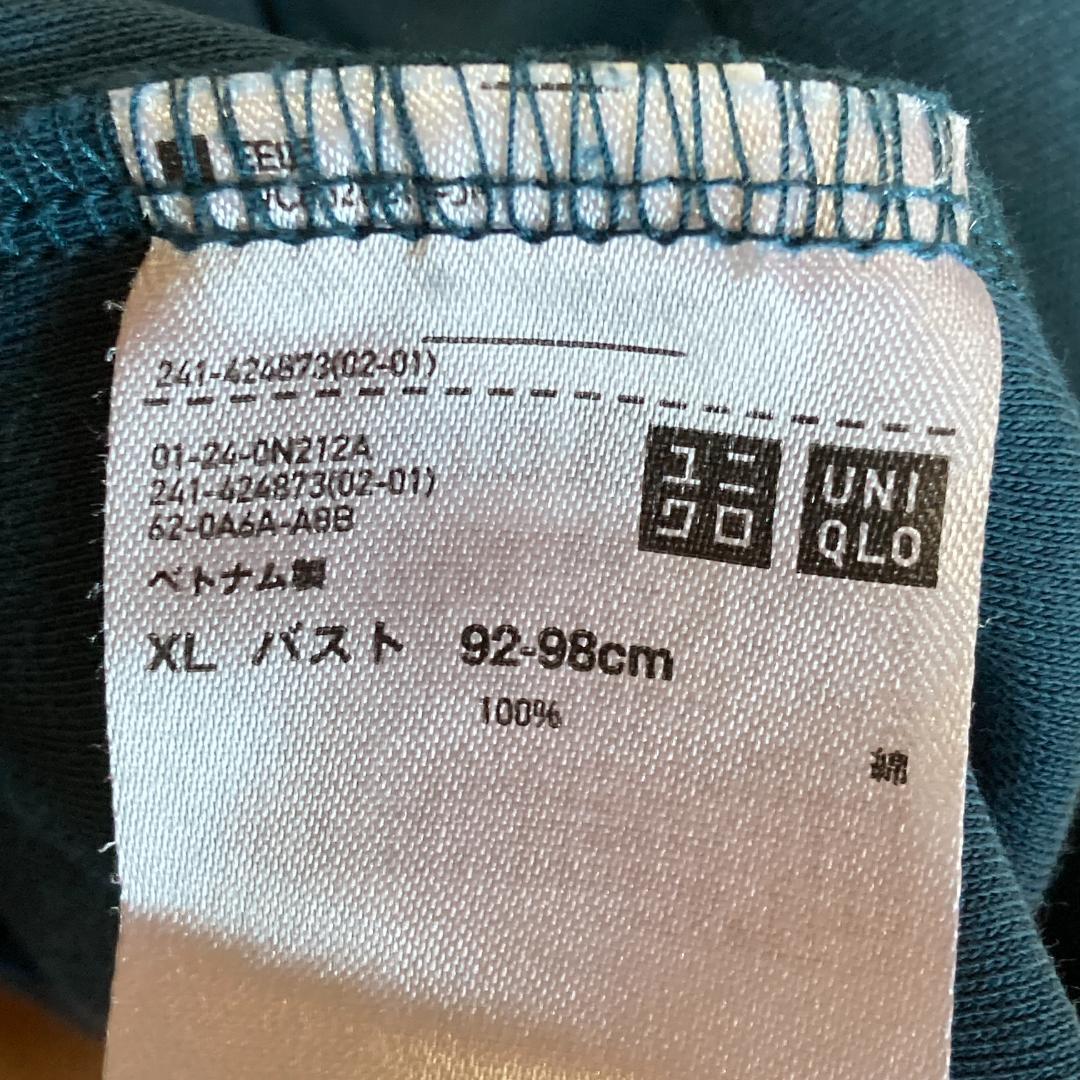 241-424873(02-01)
01-24-0N212A
241-424873(02-01)
62-0A6A-ABB
ベトナム製
ユニ
クロ
UNI
QLO
XL バスト 92-98cm
100%
綿